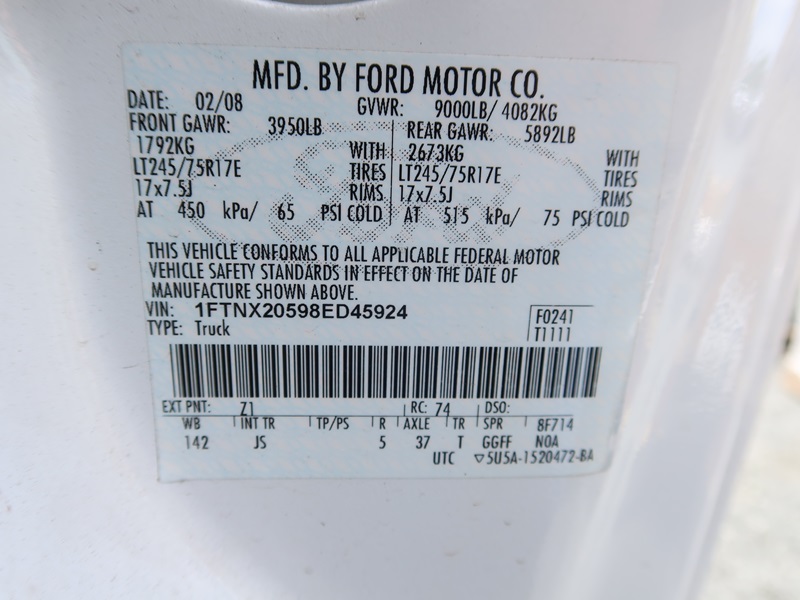 MFD. BY FORD MOTOR CO.
DATE: 02/08 GVWR: 9000LB/ 4082KG
FRONT GAWR: 3950LB REAR GAWR: 5892LB
1792KG WITH 2673KG WITH
LT245/75R17E TIRES LT245/75R17E TIRES
17x7.5J RIMS 17x7.5J RIMS
AT 450 kPa/ 65 PSI COLD AT 515 kPa/ 75 PSI COLD
THIS VEHICLE CONFORMS TO ALL APPLICABLE FEDERAL MOTOR
VEHICLE SAFETY STANDARDS IN EFFECT ON THE DATE OF
MANUFACTURE SHOWN ABOVE.
VIN: 1FTNX20598ED45924 F0241
TYPE: Truck T1111
EXT PNT: Z1 RC: 74 DSO:
WB INT TR TP/PS R AXLE TR SPR 8F714
142 JS 5 37 T GGFF N0A
UTC ▽5U5A-1520472-BA